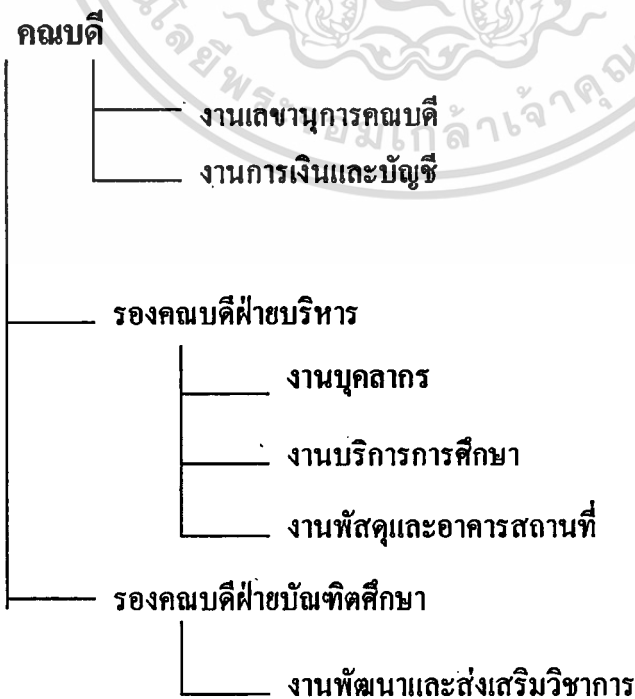 คณบดี
งานเลขานุการคณบดี
งานการเงินและบัญชี
รองคณบดีฝ่ายบริหาร
งานบุคลากร
งานบริการการศึกษา
งานพัสดุและอาคารสถานที่
รองคณบดีฝ่ายบัณฑิตศึกษา
งานพัฒนาและส่งเสริมวิชาการ